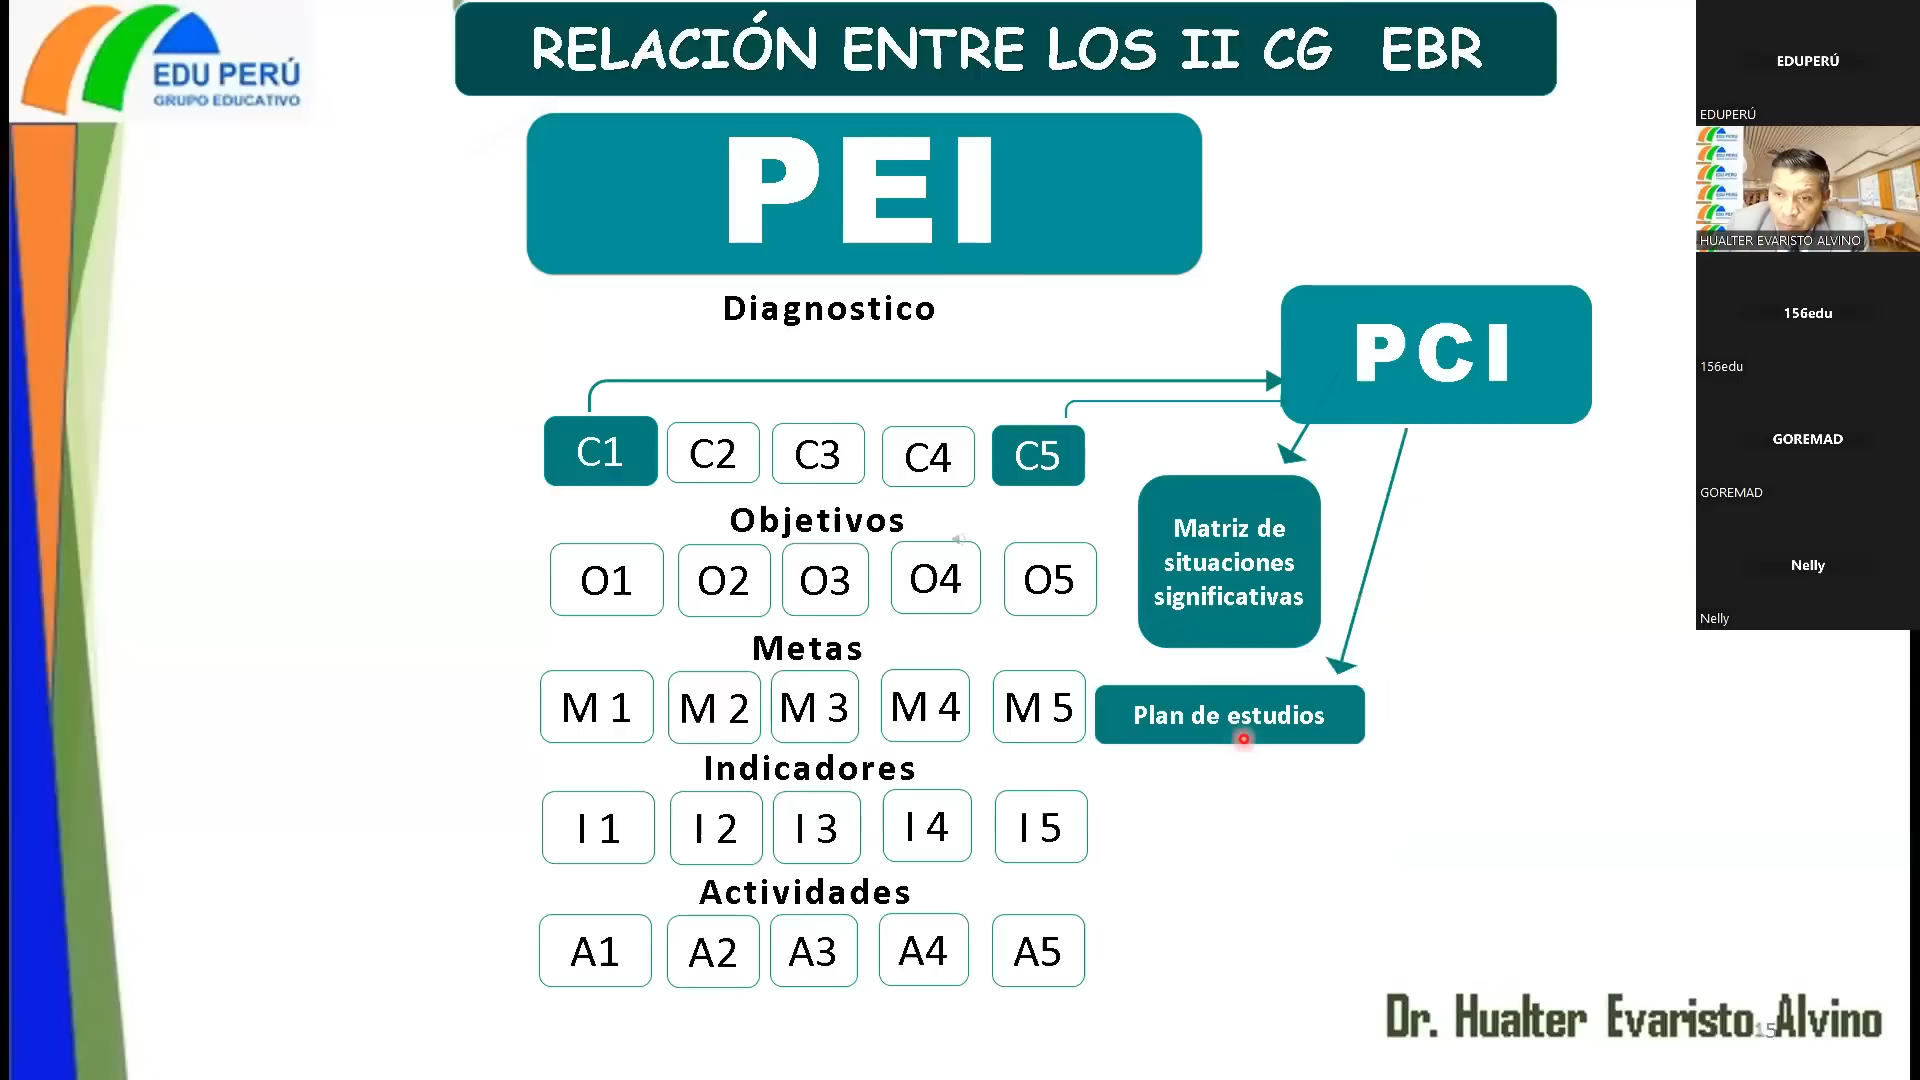 EDU PERÚ
GRUPO EDUCATIVO
RELACIÓN ENTRE LOS II CG EBR
PEI
Diagnostico
PCI
C1 C2 C3 C4 C5
Objetivos
O1 O2 O3 O4 O5
Matriz de
situaciones
significativas
Metas
M 1 M 2 M 3 M 4 M 5
Plan de estudios
Indicadores
I 1 I 2 I 3 I 4 I 5
Actividades
A1 A2 A3 A4 A5
Dr. Hualter Evaristo Alvino
15
EDUPERÚ
EDUPERÚ
HUALTER EVARISTO ALVINO
156edu
156edu
GOREMAD
GOREMAD
Nelly
Nelly